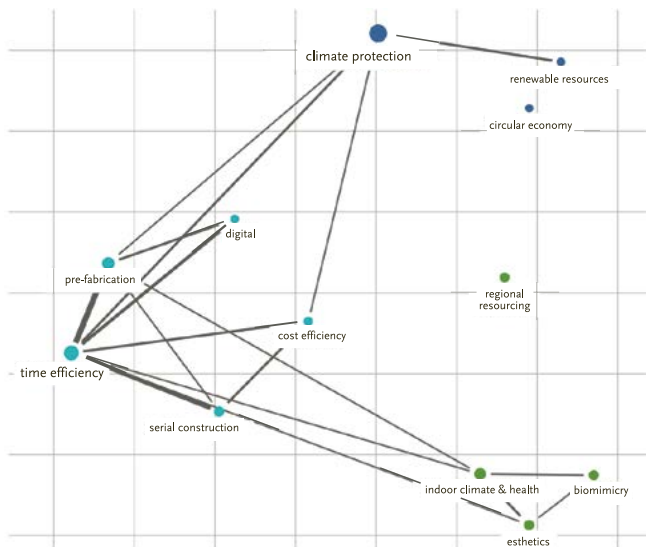 climate protection
renewable resources
circular economy
digital
pre-fabrication
regional
resourcing
cost efficiency
time efficiency
serial construction
indoor climate & health
biomimicry
esthetics